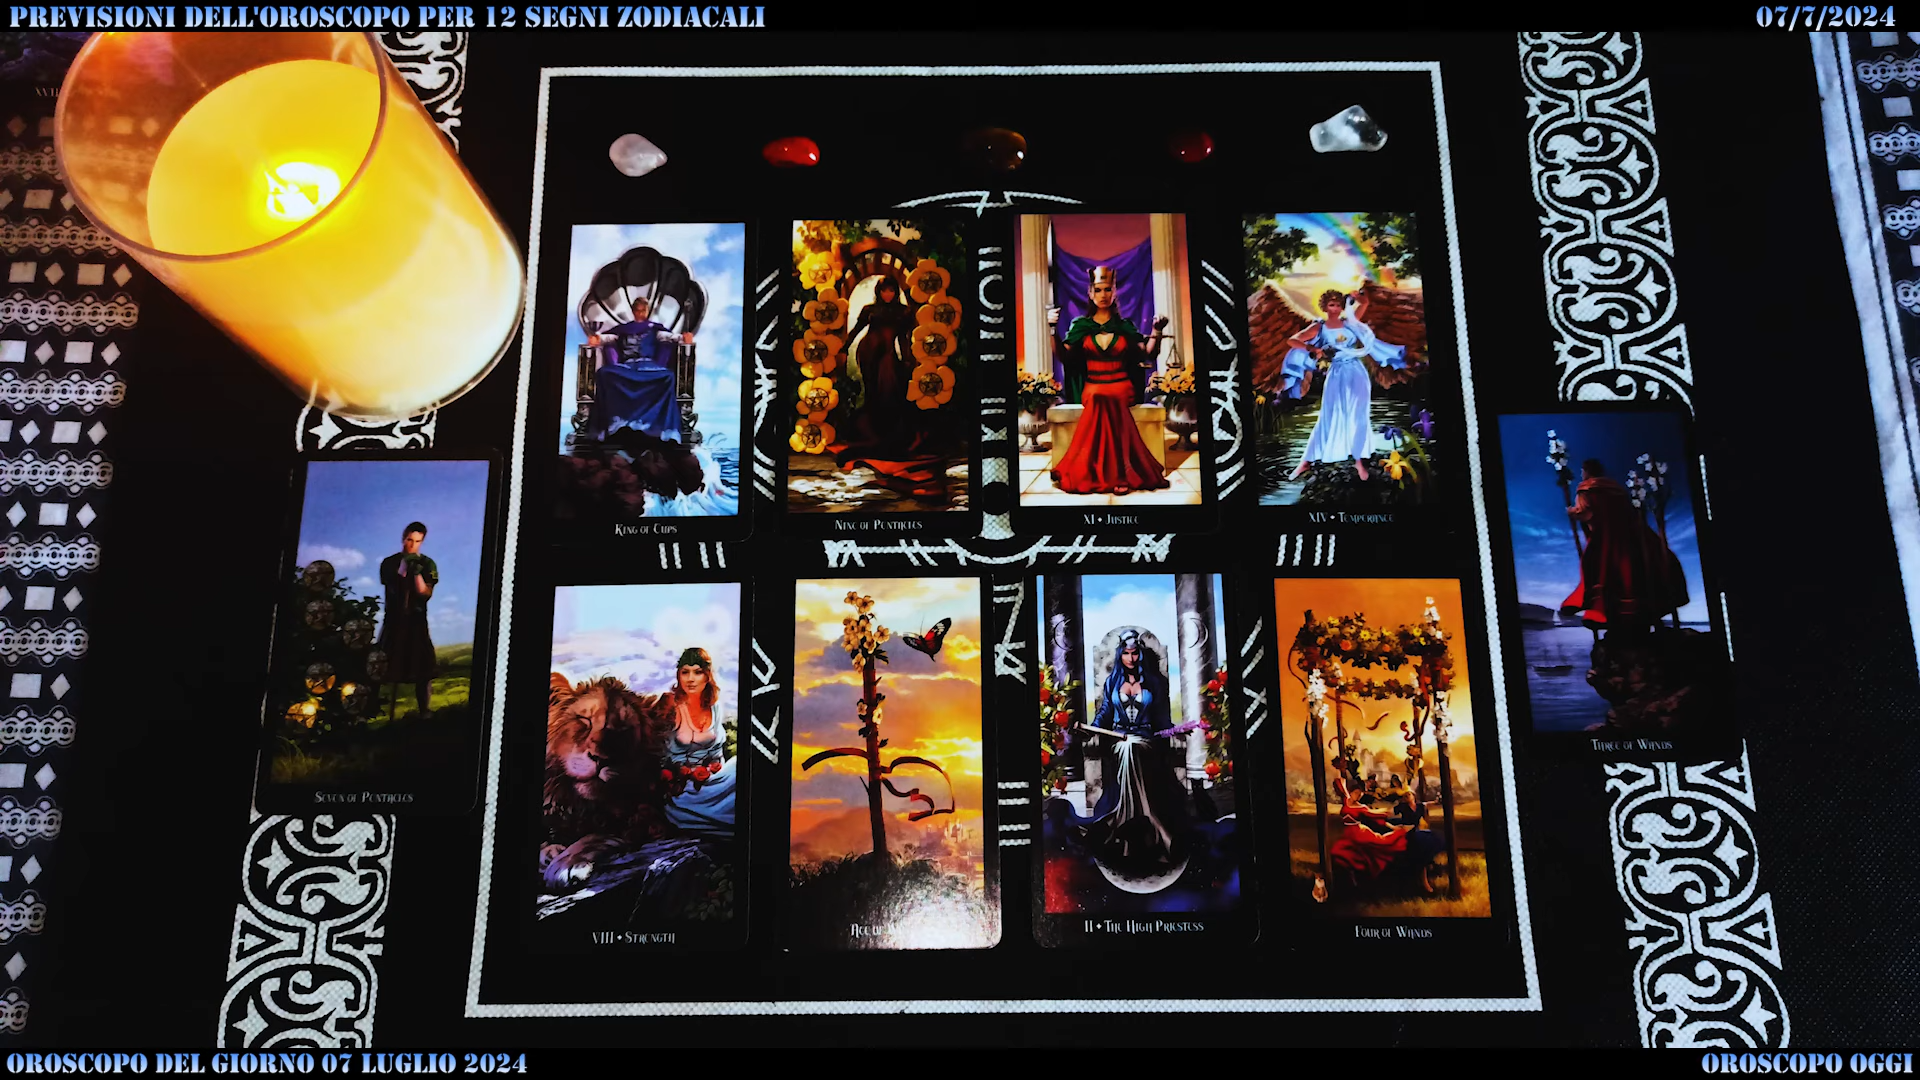 PREVISIONI DELL'OROSCOPO PER 12 SEGNI ZODIACALI
07/7/2024
KING OF CUPS
NINE OF PENTACLES
XI • JUSTICE
XIV • TEMPERANCE
SEVEN OF PENTACLES
THREE OF WANDS
VIII • STRENGTH
ACE OF
II • THE HIGH PRIESTESS
FOUR OF WANDS
OROSCOPO DEL GIORNO 07 LUGLIO 2024
OROSCOPO OGGI